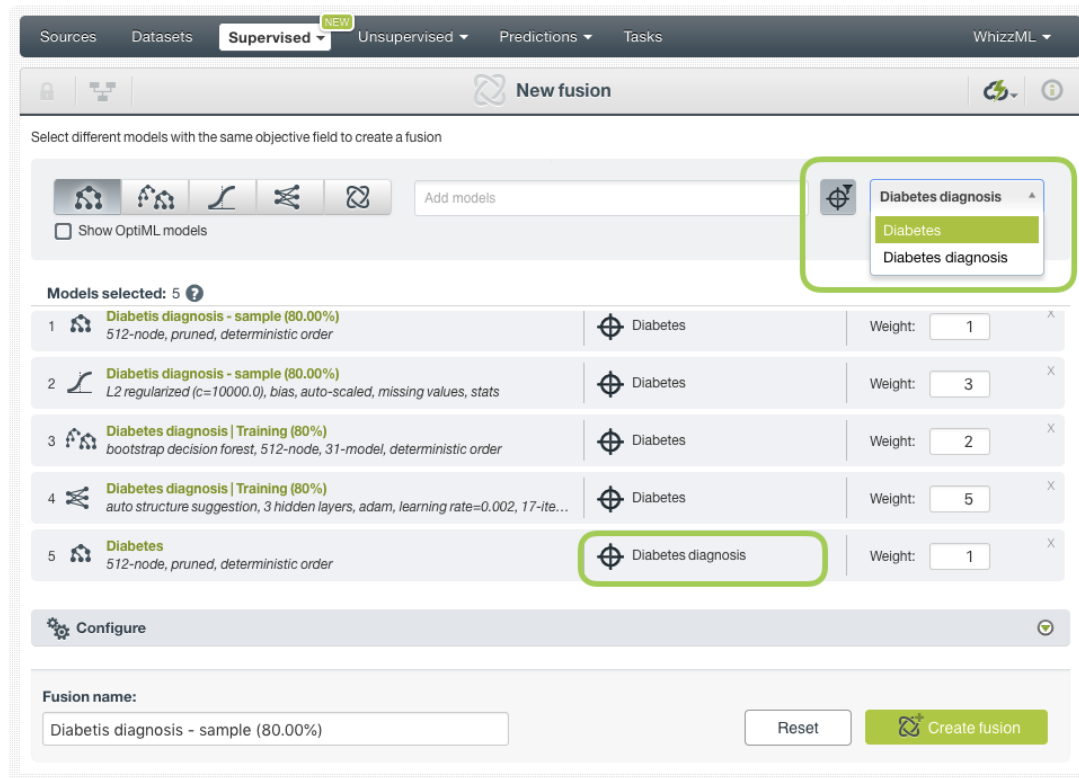 NEW
Sources Datasets Supervised Unsupervised Predictions Tasks WhizzML
New fusion
Select different models with the same objective field to create a fusion
Add models
Diabetes diagnosis
Show OptiML models
Diabetes
Diabetes diagnosis
Models selected: 5 ?
1 Diabetis diagnosis - sample (80.00%)
512-node, pruned, deterministic order
Diabetes
Weight: 1
X
2 Diabetis diagnosis - sample (80.00%)
L2 regularized (c=10000.0), bias, auto-scaled, missing values, stats
Diabetes
Weight: 3
X
3 Diabetes diagnosis | Training (80%)
bootstrap decision forest, 512-node, 31-model, deterministic order
Diabetes
Weight: 2
X
4 Diabetes diagnosis | Training (80%)
auto structure suggestion, 3 hidden layers, adam, learning rate=0.002, 17-ite...
Diabetes
Weight: 5
X
5 Diabetes
512-node, pruned, deterministic order
Diabetes diagnosis
Weight: 1
X
Configure
Fusion name:
Diabetis diagnosis - sample (80.00%)
Reset
Create fusion